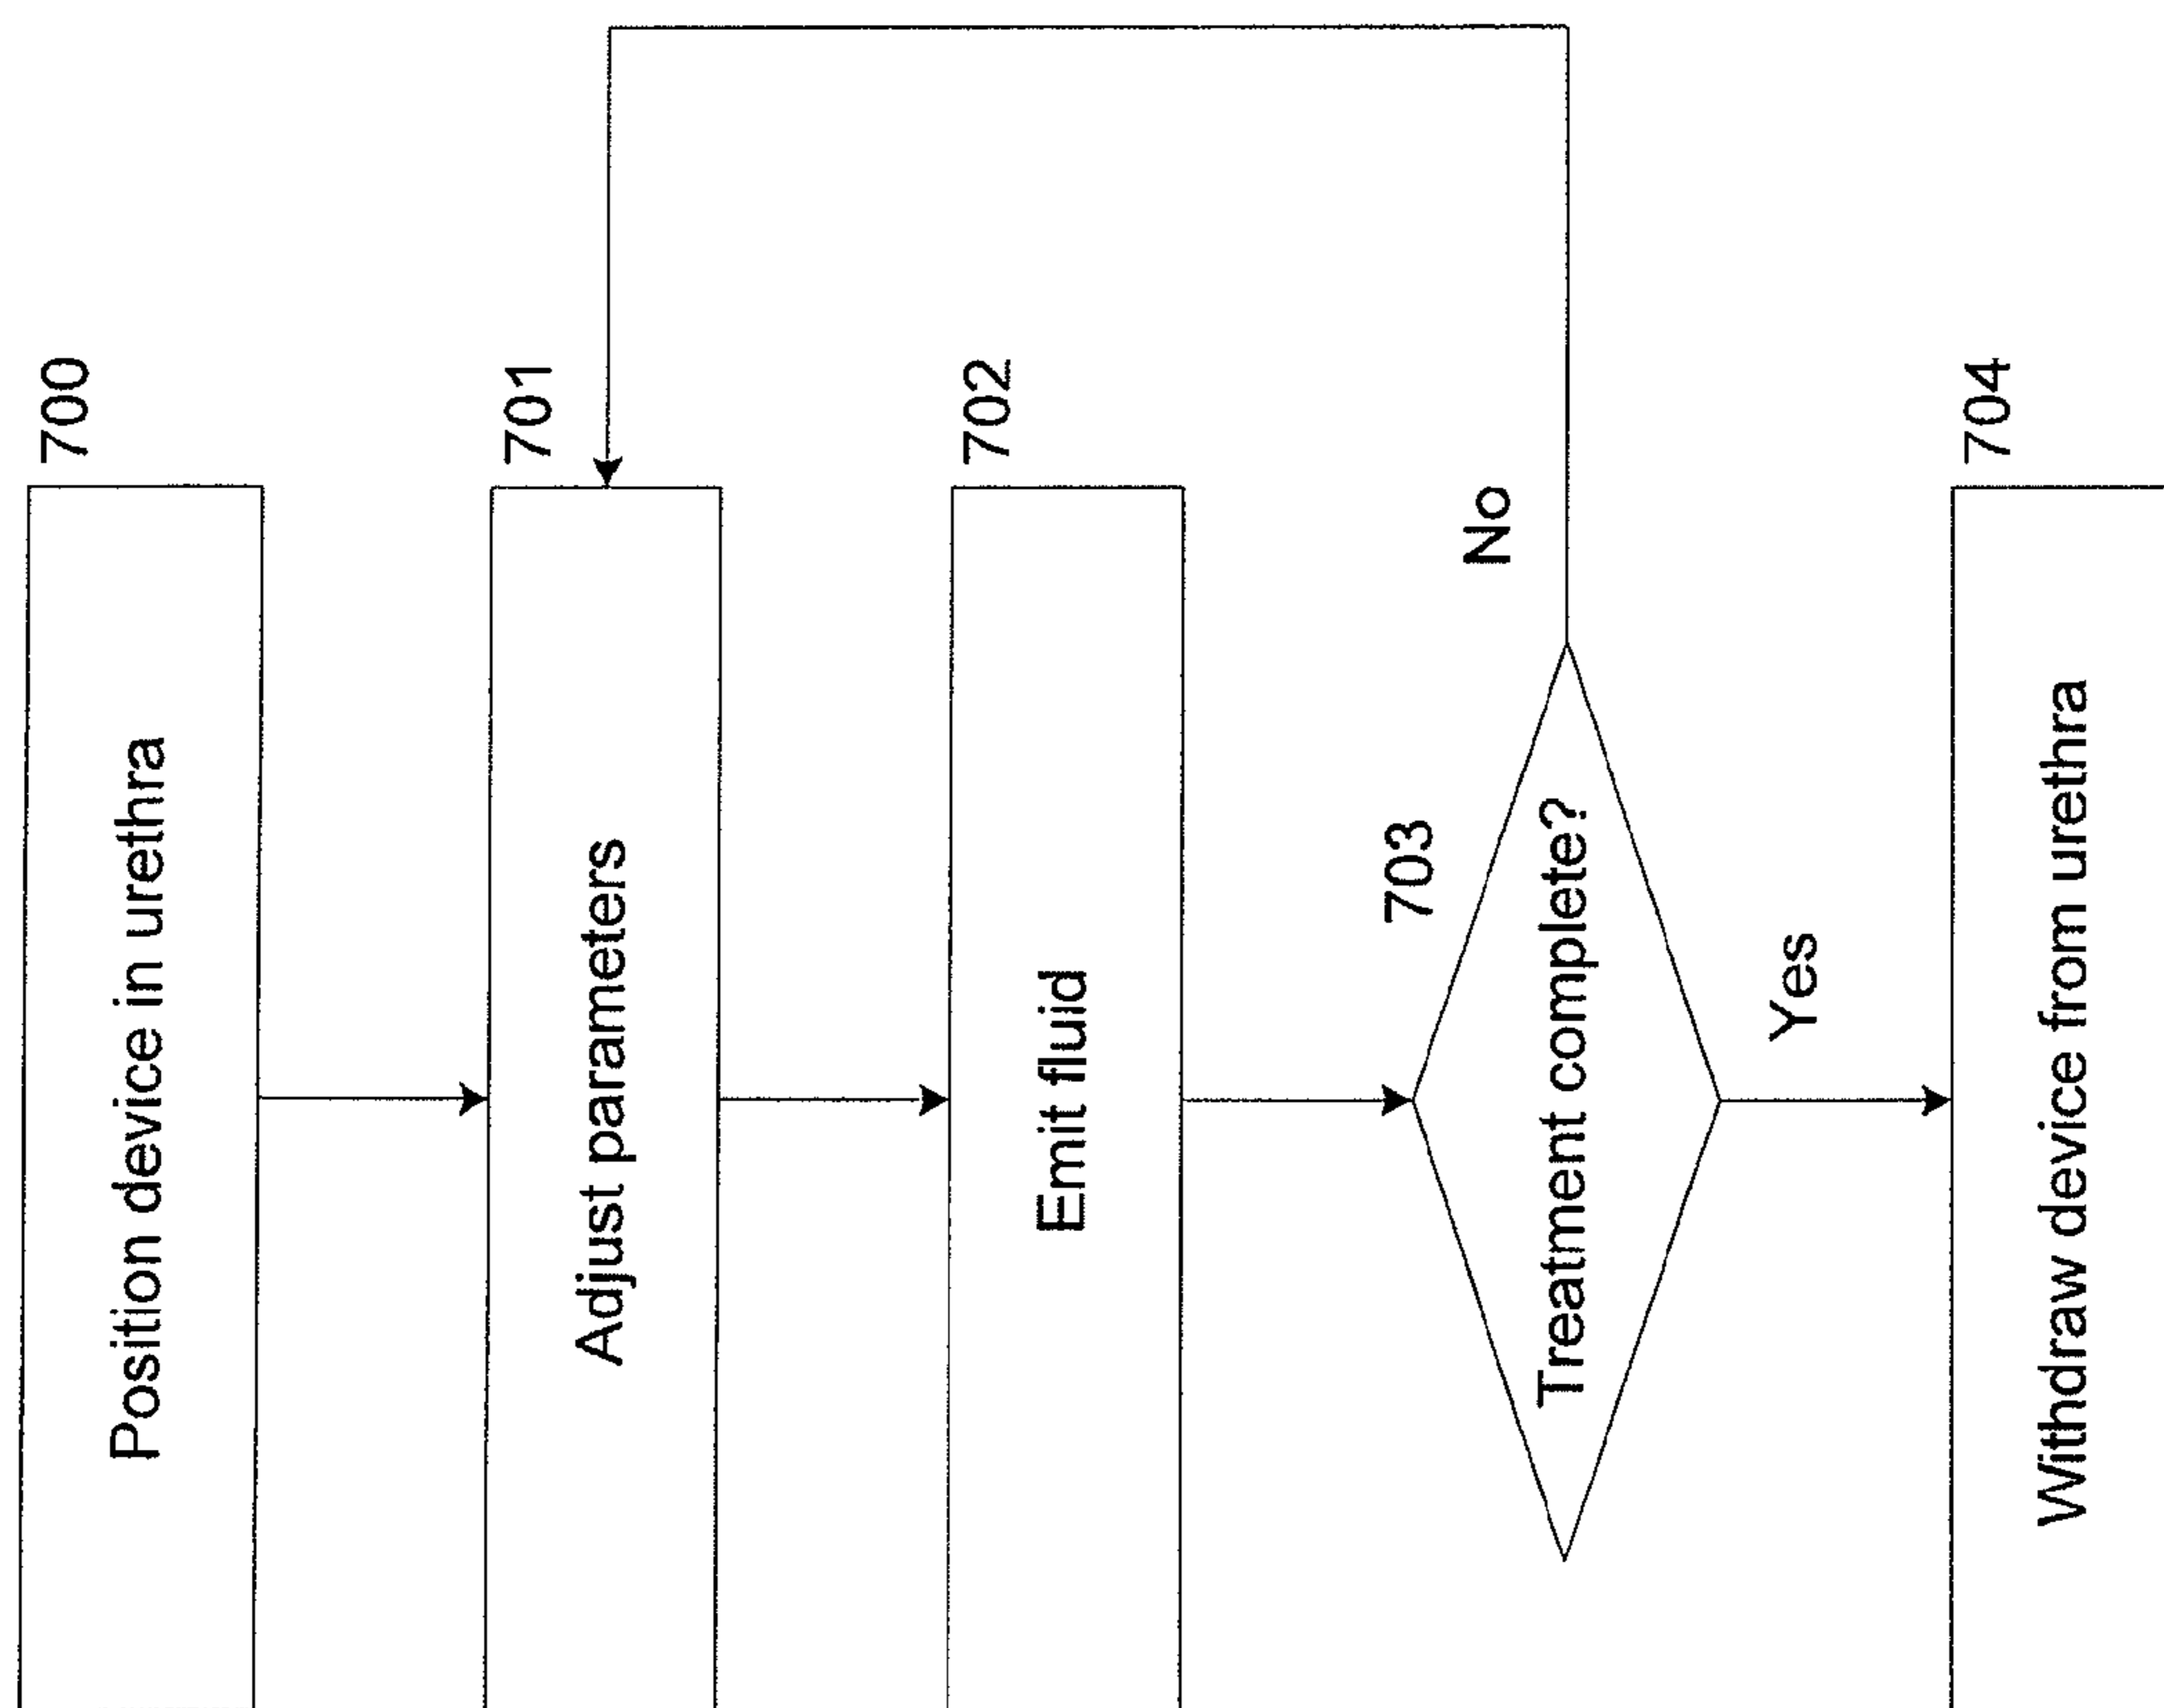 700
Position device in urethra
701
Adjust parameters
702
Emit fluid
703
Treatment complete?
No
Yes
704
Withdraw device from urethra